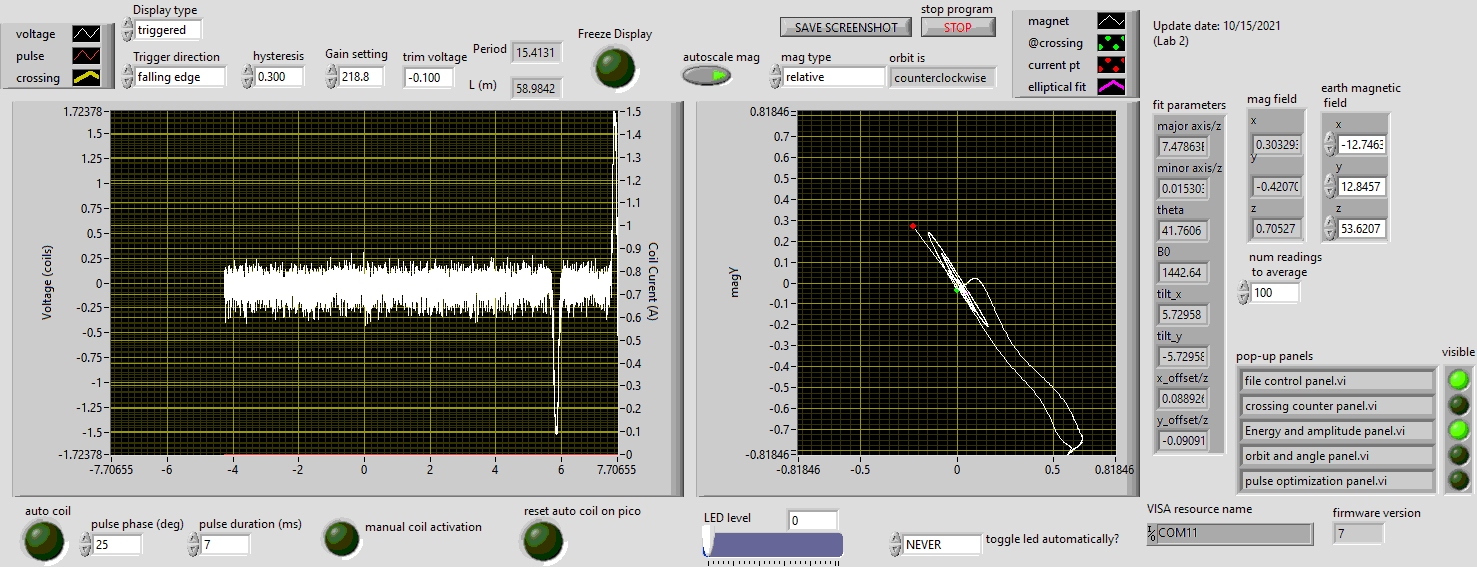 voltage
pulse
crossing
Display type
triggered
Trigger direction
falling edge
hysteresis
0.300
Gain setting
218.8
trim voltage
-0.100
Period
15.4131
L (m)
58.9842
Freeze Display
SAVE SCREENSHOT
stop program
STOP
autoscale mag
mag type
relative
orbit is
counterclockwise
magnet
@crossing
current pt
elliptical fit
Update date: 10/15/2021
(Lab 2)
Voltage (coils)
1.72378
1.5
1.25
1
0.75
0.5
0.25
0
-0.25
-0.5
-0.75
-1
-1.25
-1.5
-1.72378
-7.70655
-6
-4
-2
0
2
4
6
7.70655
1.5
1.4
1.3
1.2
1.1
1
0.9
0.8
0.7
0.6
0.5
0.4
0.3
0.2
0.1
0
Coil Current (A)
magY
0.81846
0.7
0.6
0.5
0.4
0.3
0.2
0.1
0
-0.1
-0.2
-0.3
-0.4
-0.5
-0.6
-0.7
-0.81846
-0.81846
-0.5
0
0.5
0.81846
fit parameters
major axis/z
7.47863
minor axis/z
0.01530
theta
41.7606
B0
1442.64
tilt_x
5.72958
tilt_y
-5.72958
x_offset/z
0.08892
y_offset/z
-0.09091
mag field
x
0.30329
y
-0.4207
z
0.70527
earth magnetic
field
x
-12.746
y
12.8457
z
53.6207
num readings
to average
100
pop-up panels
visible
file control panel.vi
crossing counter panel.vi
Energy and amplitude panel.vi
orbit and angle panel.vi
pulse optimization panel.vi
auto coil
pulse phase (deg)
25
pulse duration (ms)
7
manual coil activation
reset auto coil on pico
LED level
0
NEVER
toggle led automatically?
VISA resource name
COM11
firmware version
7